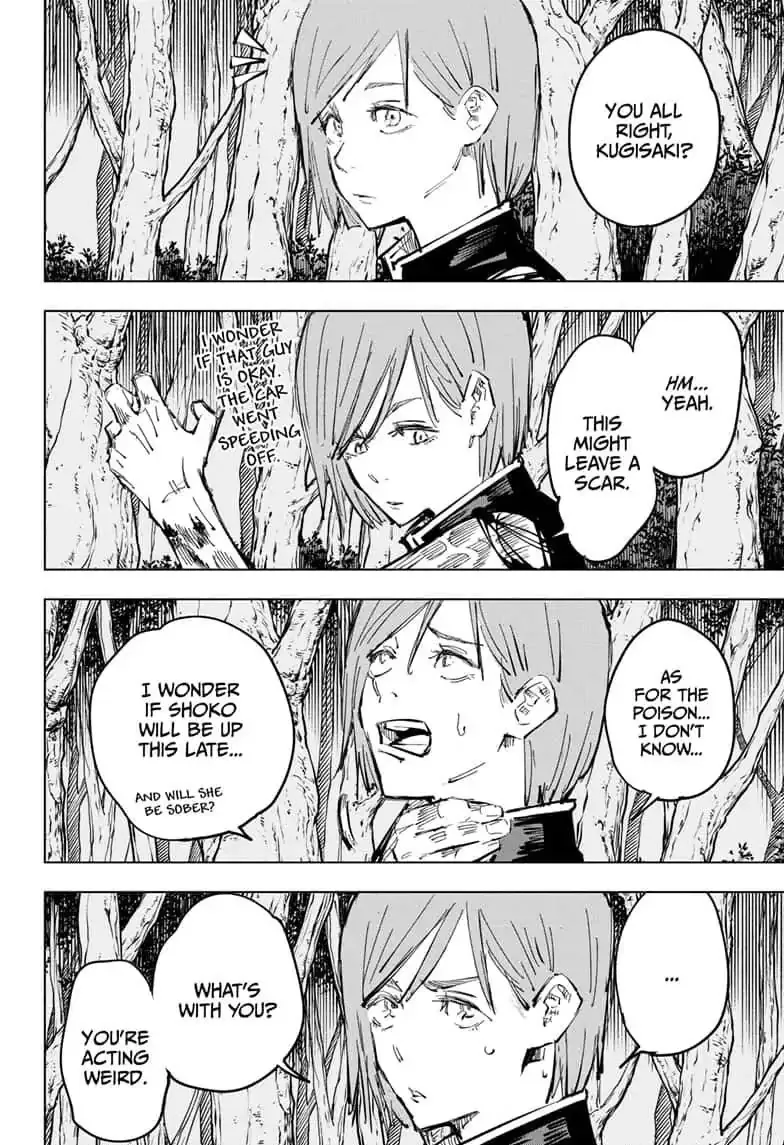 YOU ALL
RIGHT,
KUGISAKI?
HM...
YEAH.
THIS
MIGHT
LEAVE A
SCAR.
I WONDER
IF THAT GUY
IS OKAY.
THE CAR
WENT
SPEEDING
OFF.
AS
FOR THE
POISON...
I DON'T
KNOW...
I WONDER
IF SHOKO
WILL BE UP
THIS LATE...
AND WILL SHE
BE SOBER?
...
WHAT'S
WITH YOU?
YOU'RE
ACTING
WEIRD.